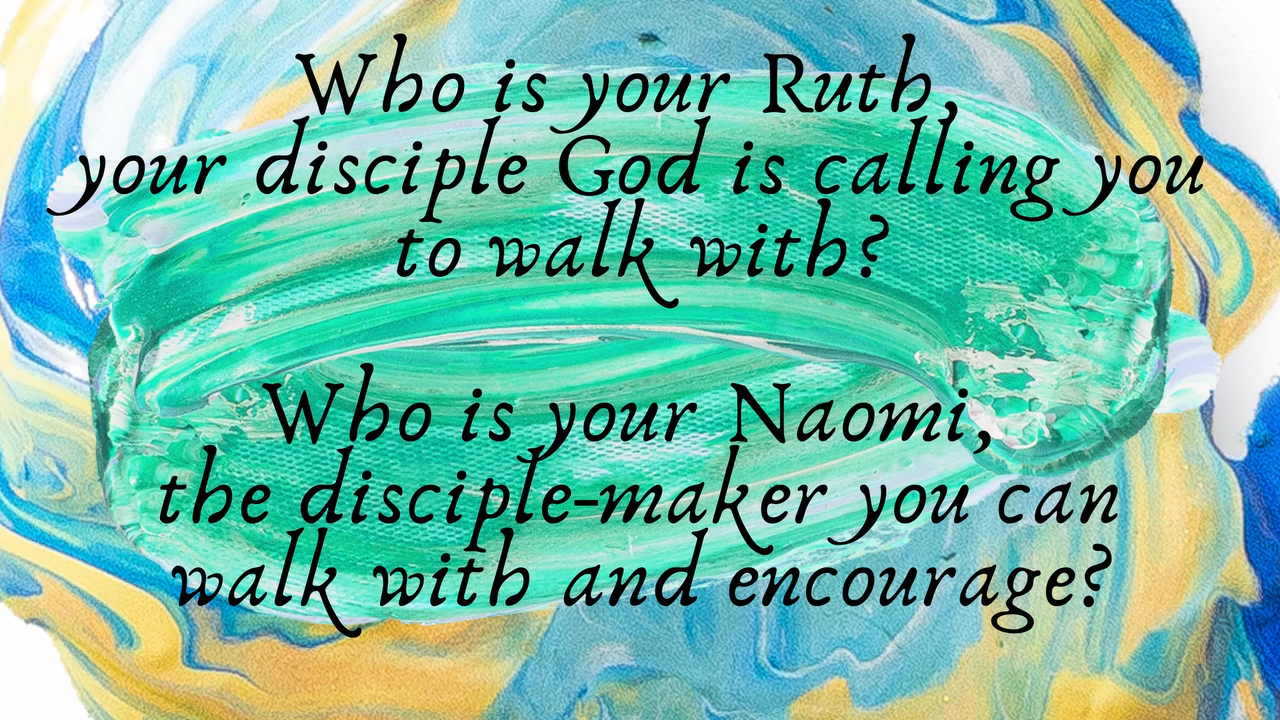 Who is your Ruth,
your disciple God is calling you
to walk with?
Who is your Naomi,
the disciple-maker you can
walk with and encourage?